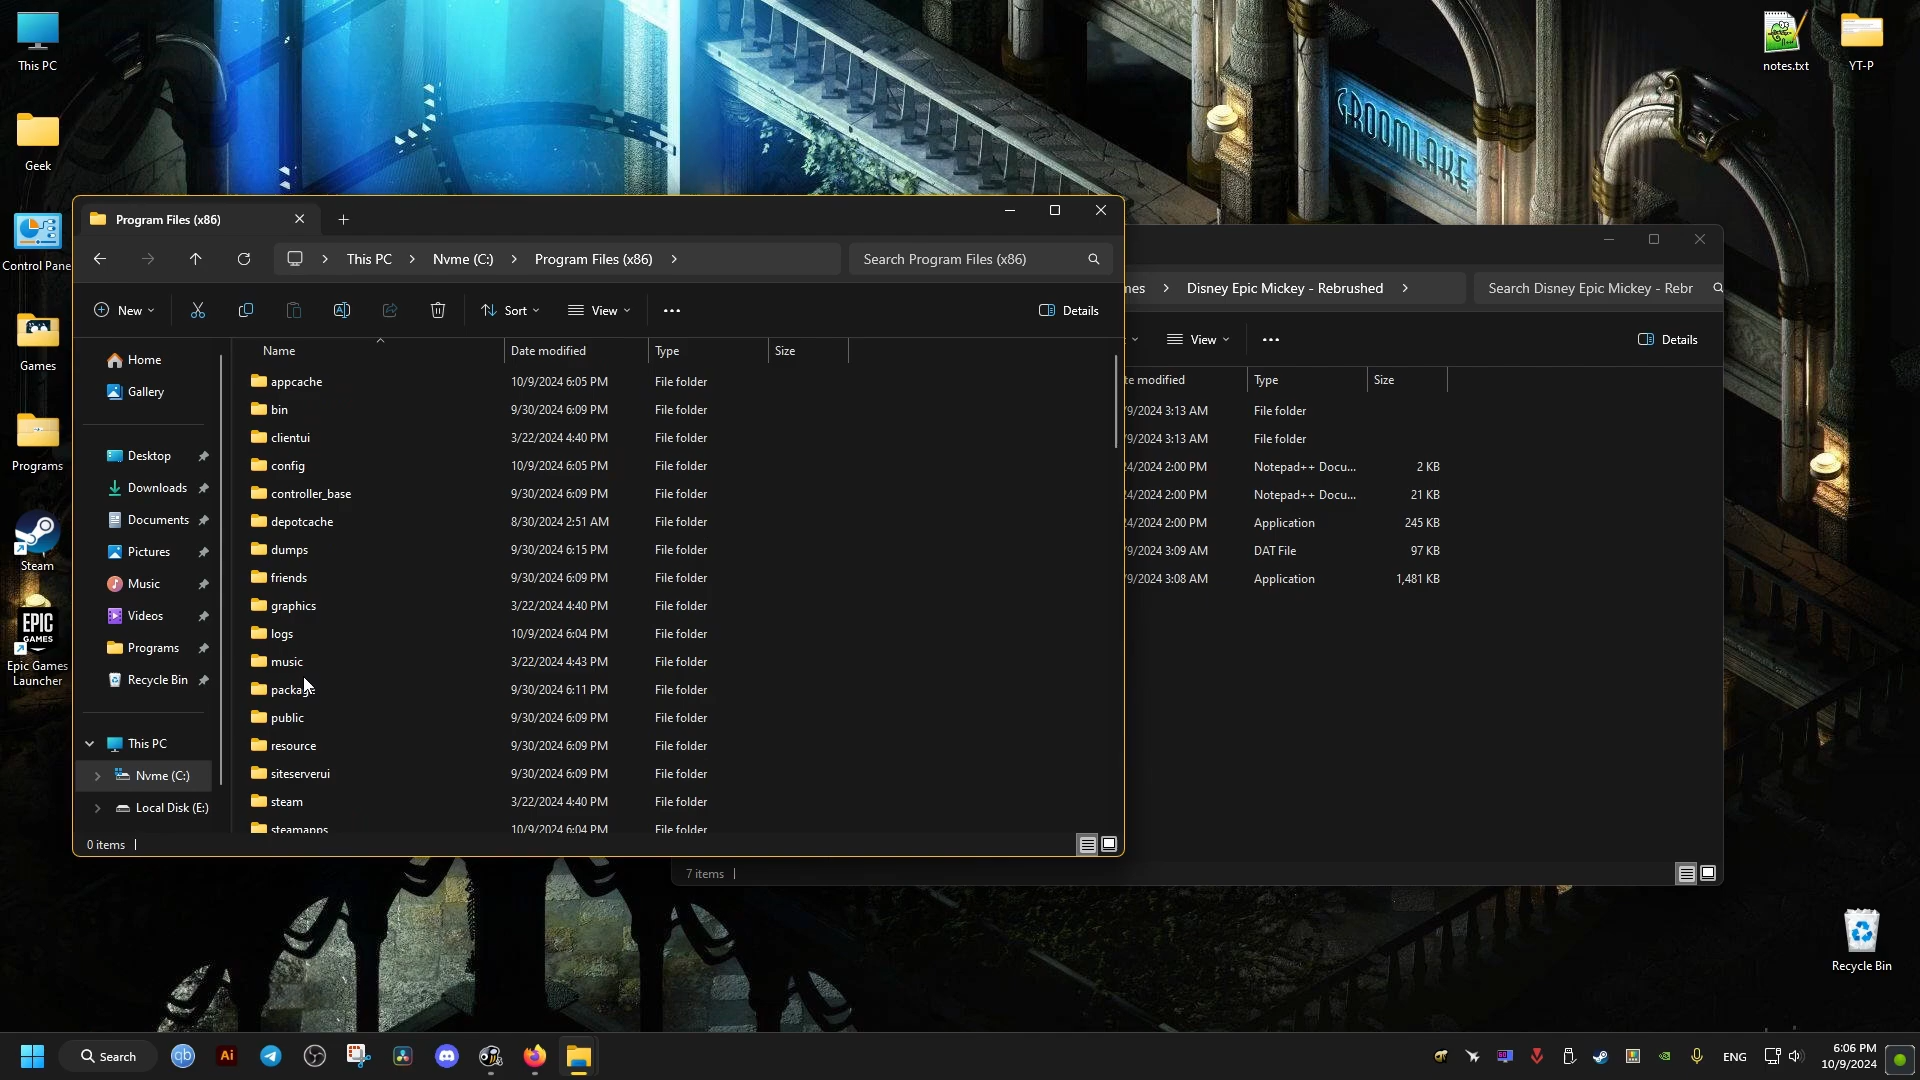 This PC
Geek
Control Pane
Games
Programs
Steam
EPIC
GAMES
Epic Games
Launcher
notes.txt
YT-P
GROOMLAKE
Recycle Bin
Program Files (x86)
This PC
Nvme (C:)
Program Files (x86)
Search Program Files (x86)
New
Sort
View
Details
Name
Date modified
Type
Size
Home
Gallery
Desktop
Downloads
Documents
Pictures
Music
Videos
Programs
Recycle Bin
This PC
Nvme (C:)
Local Disk (E:)
appcache 10/9/2024 6:05 PM File folder
bin 9/30/2024 6:09 PM File folder
clientui 3/22/2024 4:40 PM File folder
config 10/9/2024 6:05 PM File folder
controller_base 9/30/2024 6:09 PM File folder
depotcache 8/30/2024 2:51 AM File folder
dumps 9/30/2024 6:15 PM File folder
friends 9/30/2024 6:09 PM File folder
graphics 3/22/2024 4:40 PM File folder
logs 10/9/2024 6:04 PM File folder
music 3/22/2024 4:43 PM File folder
package 9/30/2024 6:11 PM File folder
public 9/30/2024 6:09 PM File folder
resource 9/30/2024 6:09 PM File folder
siteserverui 9/30/2024 6:09 PM File folder
steam 3/22/2024 4:40 PM File folder
steamapps 10/9/2024 6:04 PM File folder
0 items
mes
Disney Epic Mickey - Rebrushed
Search Disney Epic Mickey - Rebr
View
Details
te modified
Type
Size
/9/2024 3:13 AM File folder
/9/2024 3:13 AM File folder
/4/2024 2:00 PM Notepad++ Docu... 2 KB
/4/2024 2:00 PM Notepad++ Docu... 21 KB
/4/2024 2:00 PM Application 245 KB
/9/2024 3:09 AM DAT File 97 KB
/9/2024 3:08 AM Application 1,481 KB
7 items
Search
qb
Ai
ENG
6:06 PM
10/9/2024